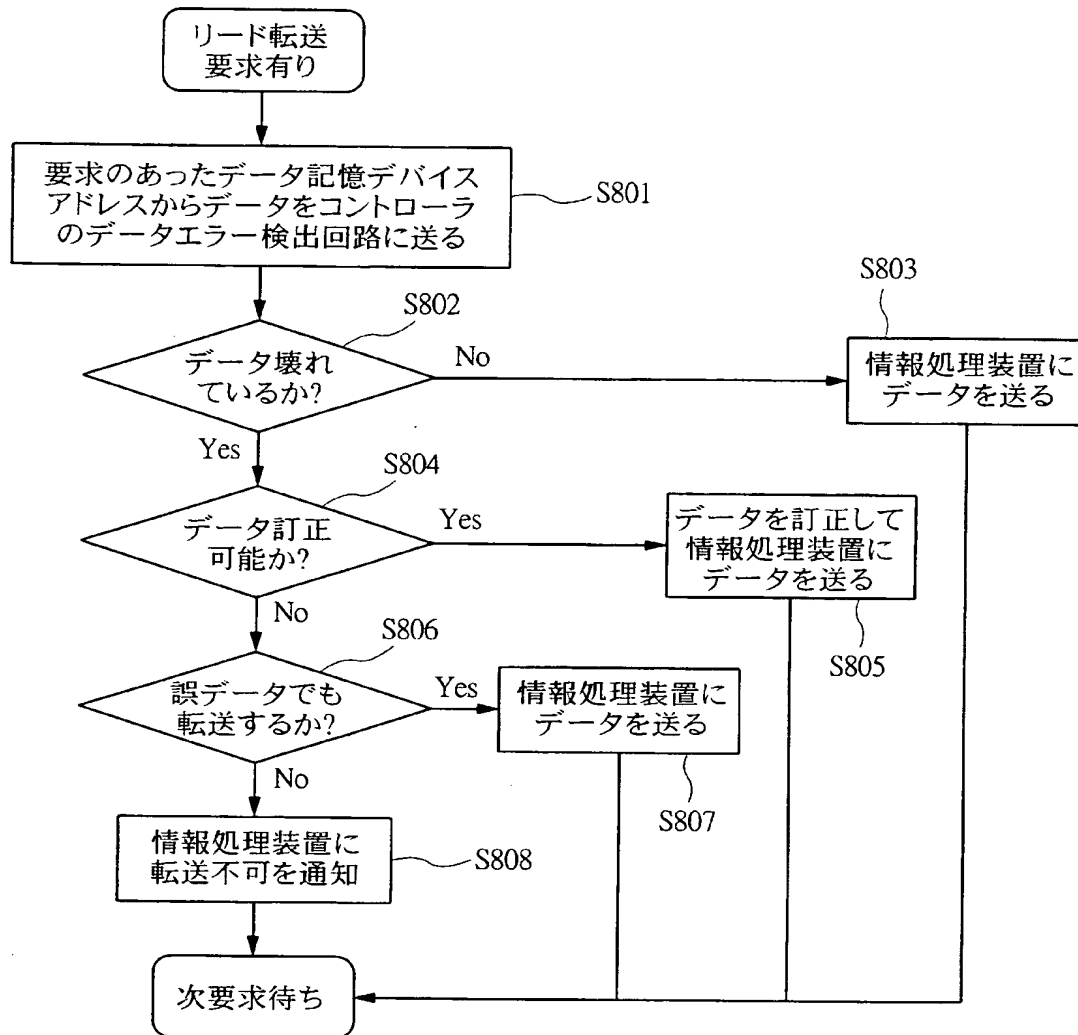 リード転送
要求有り
要求のあったデータ記憶デバイス
アドレスからデータをコントローラ
のデータエラー検出回路に送る
S801
S802
データ壊れ
ているか?
No
Yes
S803
情報処理装置に
データを送る
S804
データ訂正
可能か?
Yes
No
データを訂正して
情報処理装置に
データを送る
S805
S806
誤データでも
転送するか?
Yes
No
情報処理装置に
データを送る
S807
情報処理装置に
転送不可を通知
S808
次要求待ち